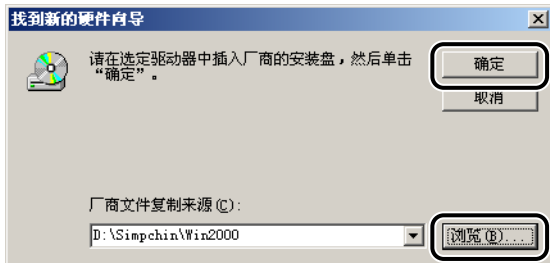 找到新的硬件向导
请在选定驱动器中插入厂商的安装盘，然后单击
“确定”。
确定
取消
厂商文件复制来源(C):
D:\Simpchin\Win2000
浏览(B)...